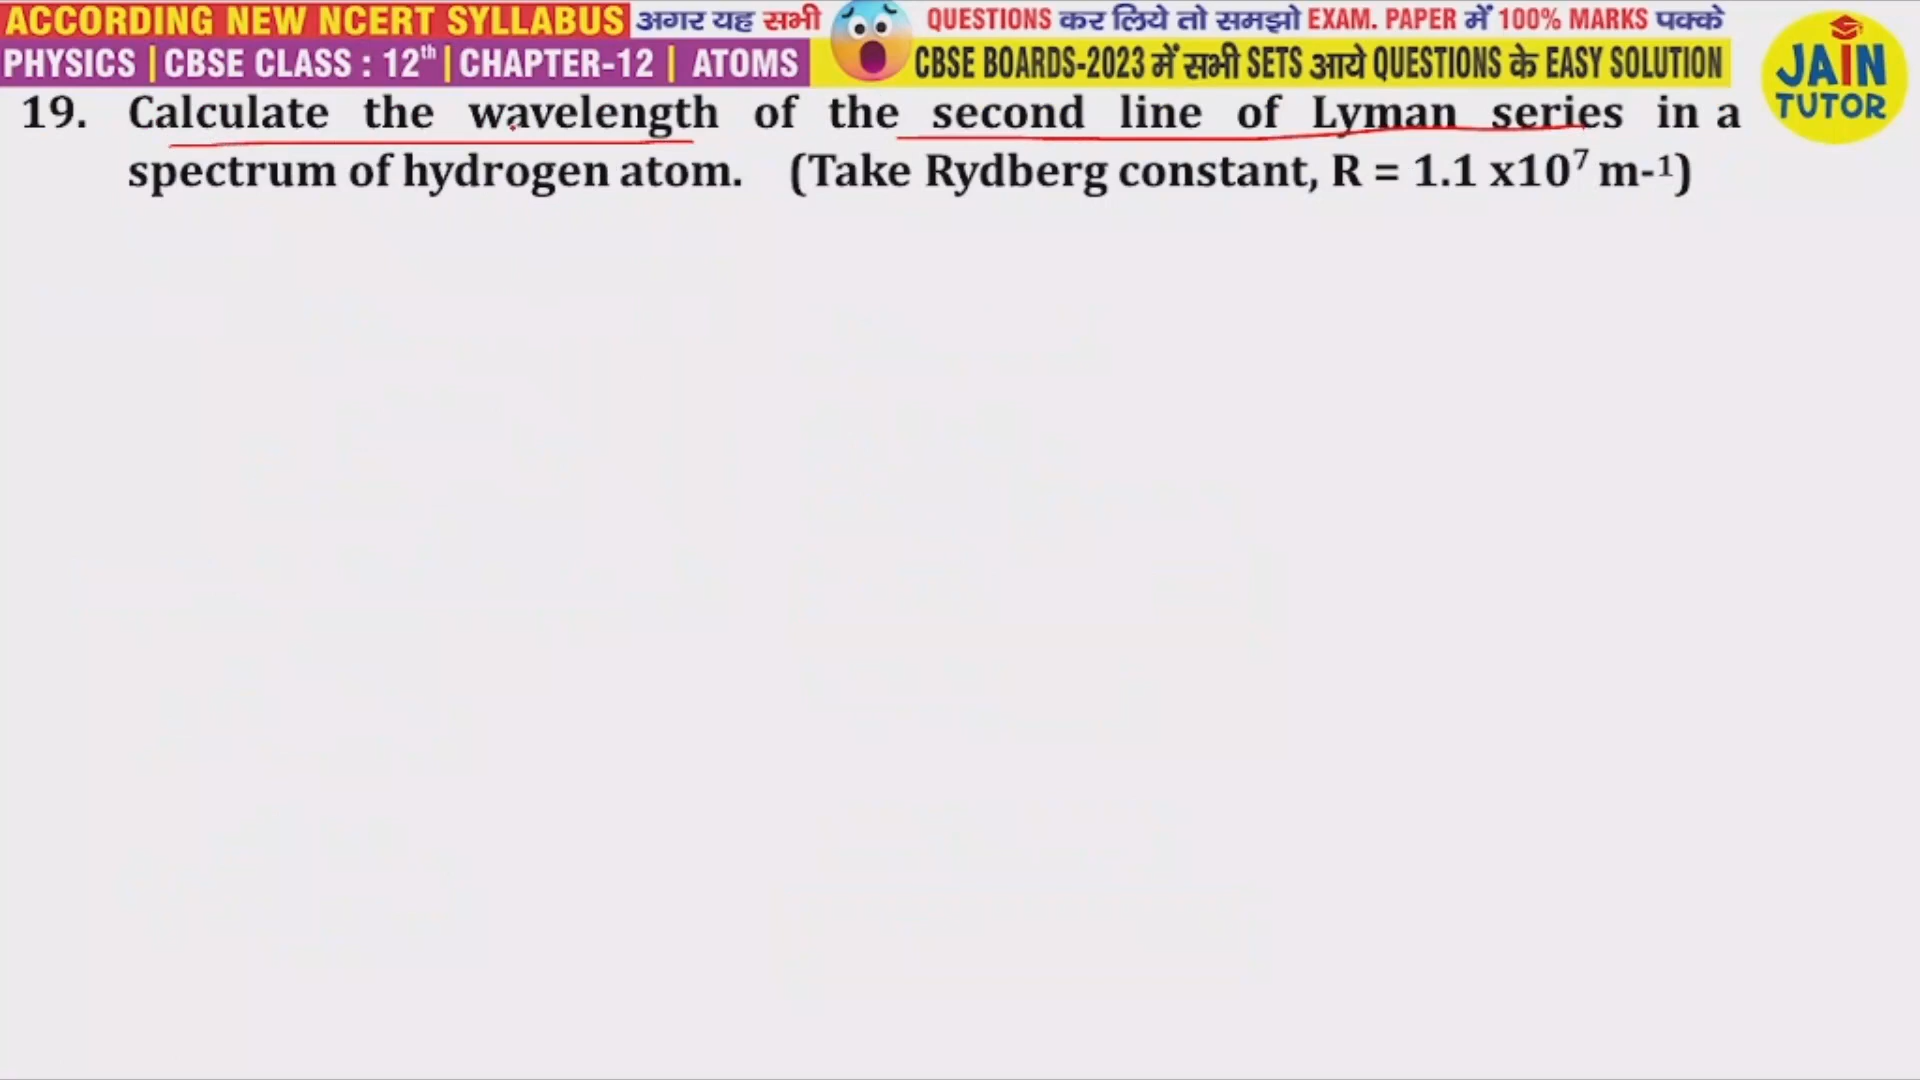 ACCORDING NEW NCERT SYLLABUS अगर यह सभी QUESTIONS कर लिये तो समझो EXAM. PAPER में 100% MARKS पक्के
PHYSICS | CBSE CLASS : 12th | CHAPTER-12 | ATOMS CBSE BOARDS-2023 में सभी SETS आये QUESTIONS के EASY SOLUTION
JAIN
TUTOR
19. Calculate the wavelength of the second line of Lyman series in a
spectrum of hydrogen atom. (Take Rydberg constant, R = 1.1 x10⁷ m-¹)